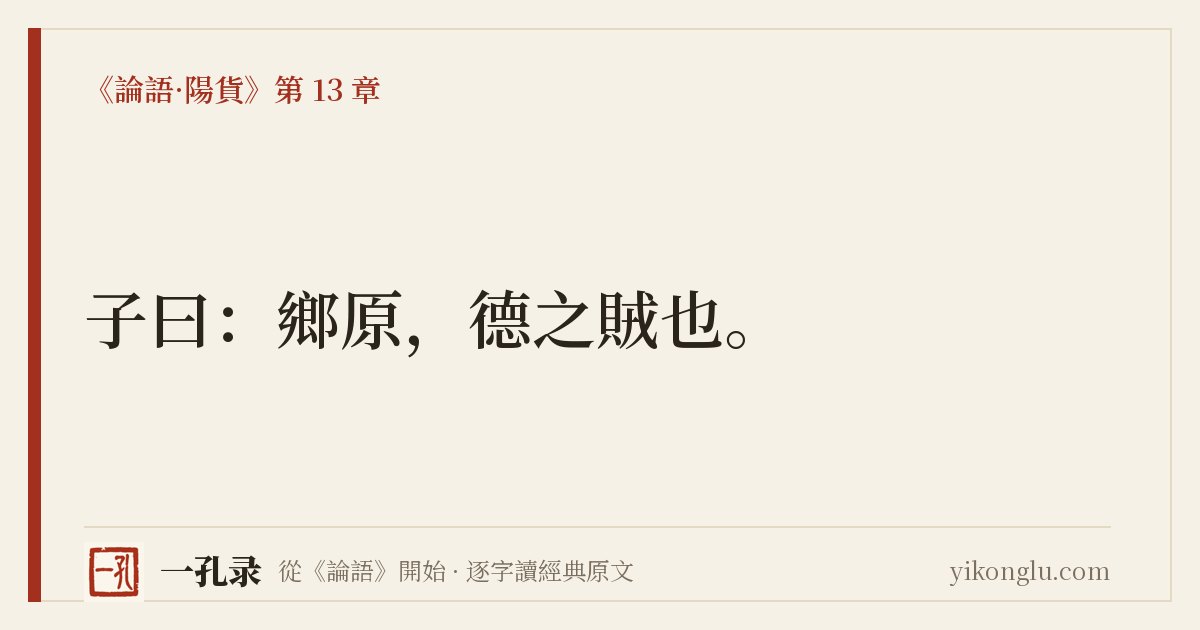 《論語·陽貨》第 13 章
子曰：鄉原，德之賊也。
一孔
一孔录 從《論語》開始 · 逐字讀經典原文 yikonglu.com